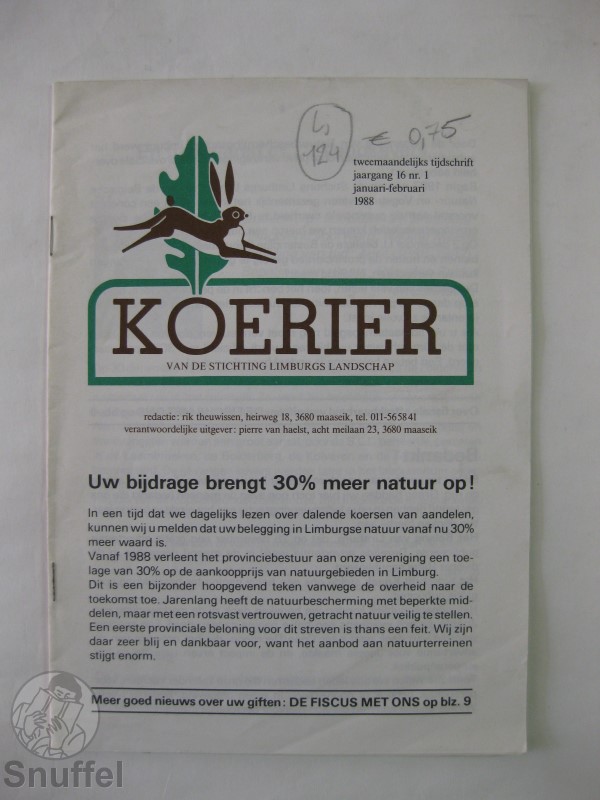 Ls
124
€ 0,75
tweemaandelijks tijdschrift
jaargang 16 nr. 1
januari-februari
1988
KOERIER
VAN DE STICHTING LIMBURGS LANDSCHAP
redactie: rik theuwissen, heirweg 18, 3680 maaseik, tel. 011-56 58 41
verantwoordelijke uitgever: pierre van haelst, acht meilaan 23, 3680 maaseik
Uw bijdrage brengt 30% meer natuur op!
In een tijd dat we dagelijks lezen over dalende koersen van aandelen,
kunnen wij u melden dat uw belegging in Limburgse natuur vanaf nu 30%
meer waard is.
Vanaf 1988 verleent het provinciebestuur aan onze vereniging een toe-
lage van 30% op de aankoopprijs van natuurgebieden in Limburg.
Dit is een bijzonder hoopgevend teken vanwege de overheid naar de
toekomst toe. Jarenlang heeft de natuurbescherming met beperkte mid-
delen, maar met een rotsvast vertrouwen, getracht natuur veilig te stellen.
Een eerste provinciale beloning voor dit streven is thans een feit. Wij zijn
daar zeer blij en dankbaar voor, want het aanbod aan natuurterreinen
stijgt enorm.
Meer goed nieuws over uw giften: DE FISCUS MET ONS op blz. 9
Snuffel